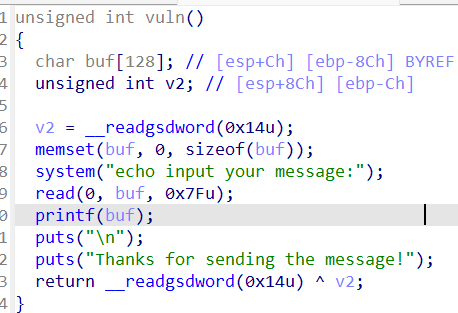 1 unsigned int vuln()
2 {
3 char buf[128]; // [esp+Ch] [ebp-8Ch] BYREF
4 unsigned int v2; // [esp+8Ch] [ebp-Ch]
5
6 v2 = __readgsdword(0x14u);
7 memset(buf, 0, sizeof(buf));
8 system("echo input your message:");
9 read(0, buf, 0x7Fu);
0 printf(buf);
1 puts("\n");
2 puts("Thanks for sending the message!");
3 return __readgsdword(0x14u) ^ v2;
4 }